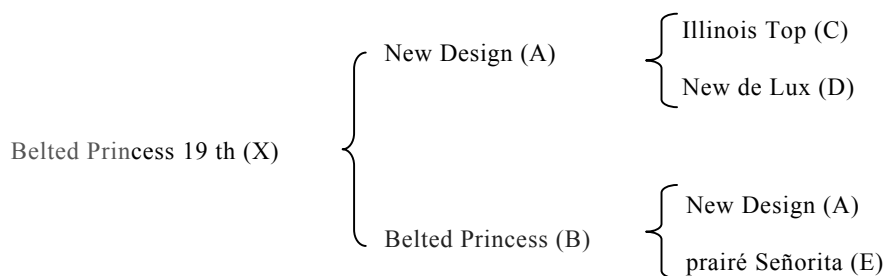 Illinois Top (C)
New Design (A)
New de Lux (D)
Belted Princess 19 th (X)
New Design (A)
Belted Princess (B)
prairé Señorita (E)